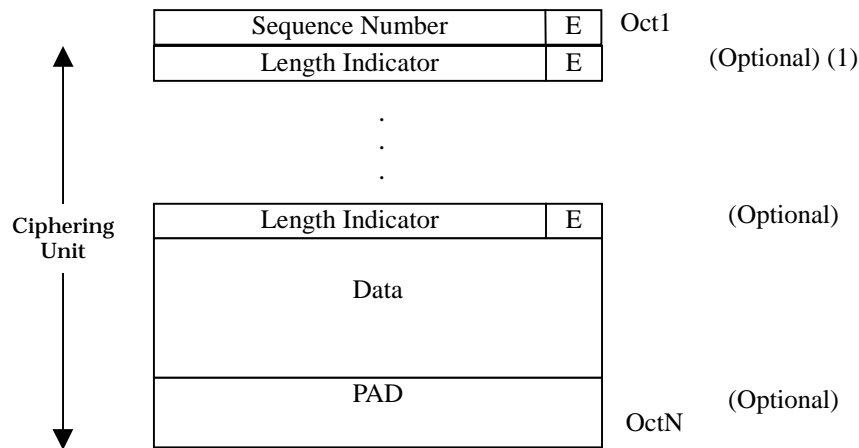 Sequence Number E Oct1
Length Indicator E (Optional) (1)
.
.
.
Length Indicator E (Optional)
Ciphering
Unit
Data
PAD (Optional)
OctN